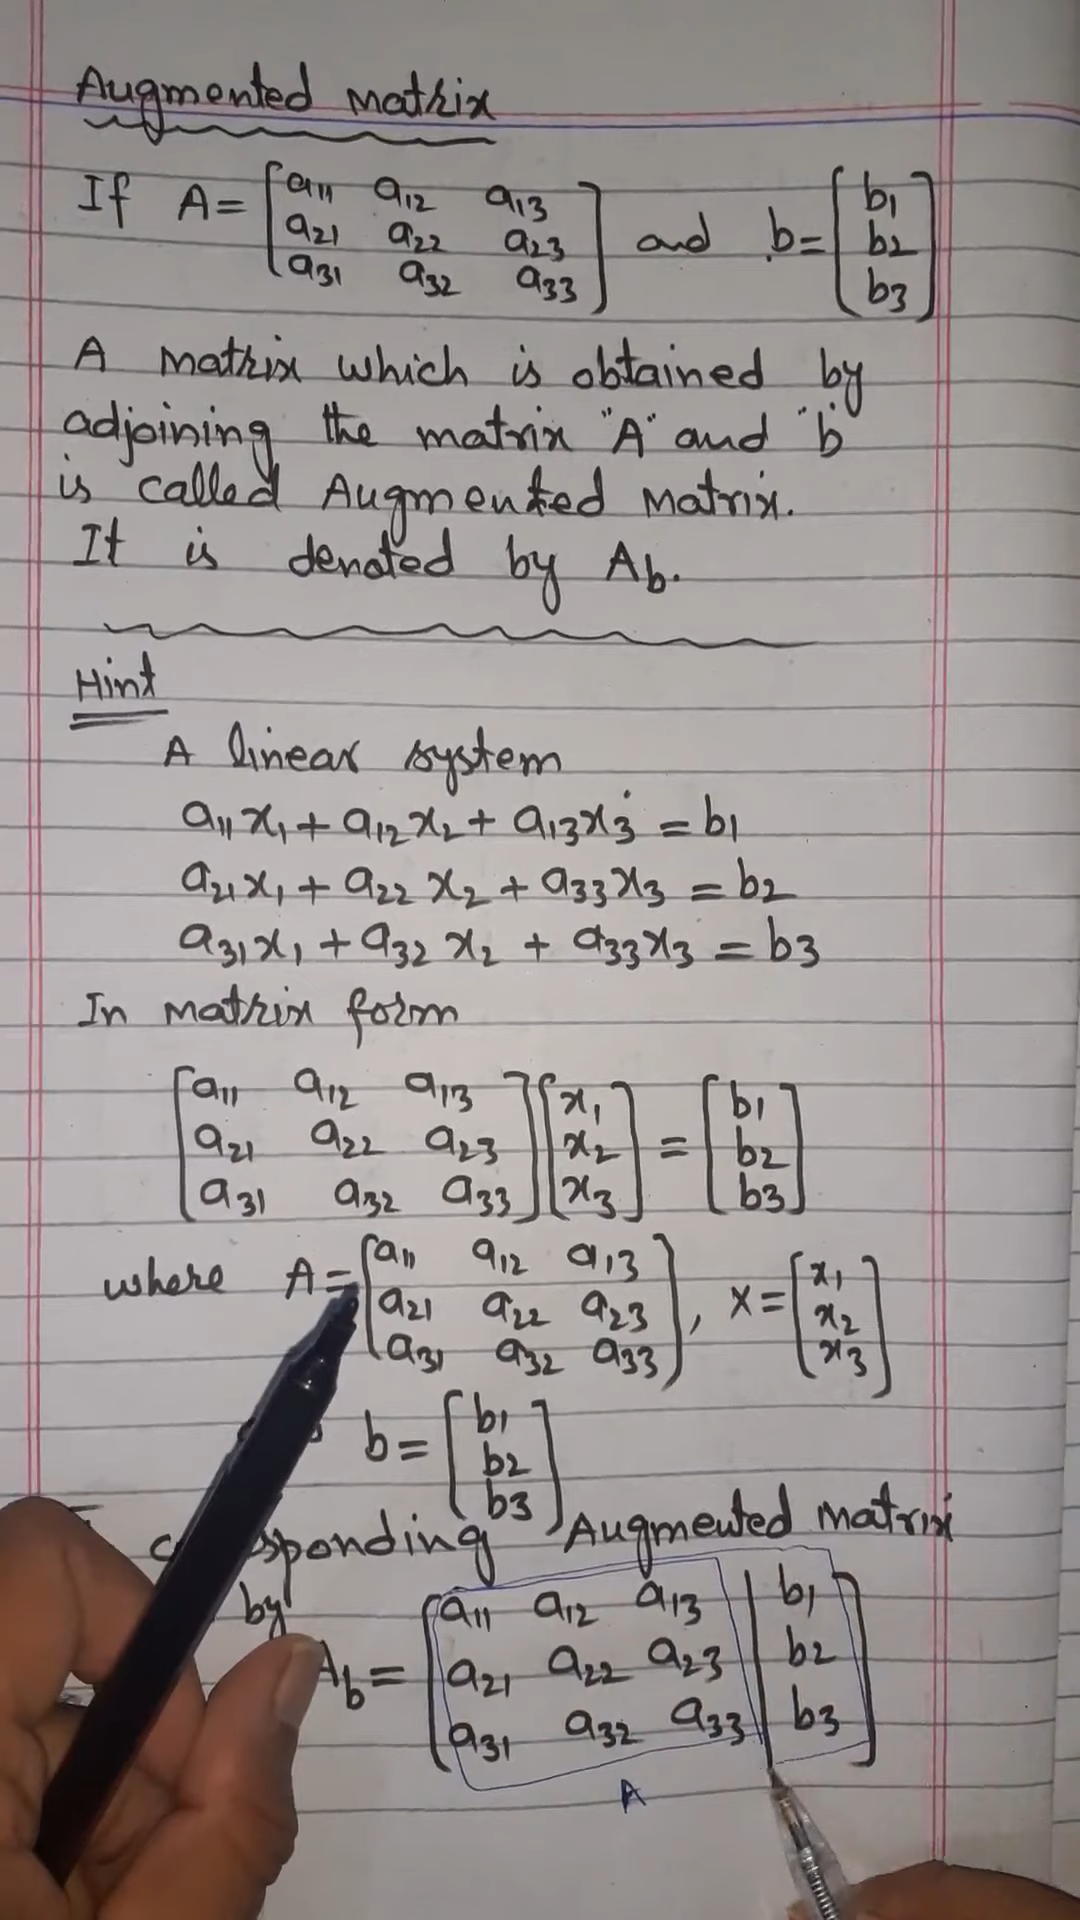 Augmented matrix
If A = [a11 a12 a13
a21 a22 a23
a31 a32 a33] and b = [b1
b2
b3]
A matrix which is obtained by
adjoining the matrix "A" and "b"
is called Augmented Matrix.
It is denoted by Ab.
Hint
A linear system
a11x1 + a12x2 + a13x3 = b1
a21x1 + a22x2 + a33x3 = b2
a31x1 + a32x2 + a33x3 = b3
In matrix form
[a11 a12 a13
a21 a22 a23
a31 a32 a33] [x1
x2
x3] = [b1
b2
b3]
where A = [a11 a12 a13
a21 a22 a23
a31 a32 a33], X = [x1
x2
x3]
b = [b1
b2
b3]
sponding Augmented matrix
by
Ab = [a11 a12 a13 | b1
a21 a22 a23 | b2
a31 a32 a33 | b3]
A